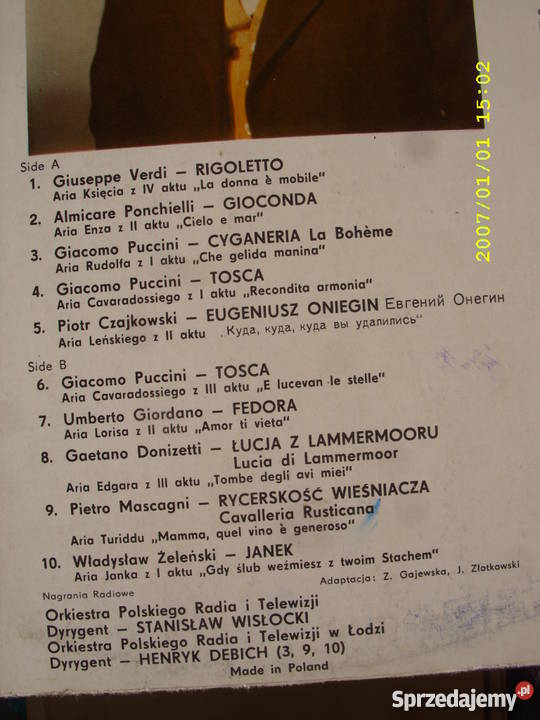 Side A
1. Giuseppe Verdi – RIGOLETTO
Aria Księcia z IV aktu „La donna è mobile"
2. Almicare Ponchielli – GIOCONDA
Aria Enza z II aktu „Cielo e mar"
3. Giacomo Puccini – CYGANERIA La Bohème
Aria Rudolfa z I aktu „Che gelida manina"
4. Giacomo Puccini – TOSCA
Aria Cavaradossiego z I aktu „Recondita armonia"
5. Piotr Czajkowski – EUGENIUSZ ONIEGIN Евгений Онегин
Aria Leńskiego z II aktu „Куда, куда, куда вы удалились"
Side B
6. Giacomo Puccini – TOSCA
Aria Cavaradossiego z III aktu „E lucevan le stelle"
7. Umberto Giordano – FEDORA
Aria Lorisa z II aktu „Amor ti vieta"
8. Gaetano Donizetti – ŁUCJA Z LAMMERMOORU
Lucia di Lammermoor
Aria Edgara z III aktu „Tombe degli avi miei"
9. Pietro Mascagni – RYCERSKOŚĆ WIEŚNIACZA
Cavalleria Rusticana
Aria Turiddu „Mamma, quel vino è generoso"
10. Władysław Żeleński – JANEK
Aria Janka z I aktu „Gdy ślub weźmiesz z twoim Stachem"
Nagrania Radiowe
Adaptacja: Z. Gajewska, J. Złotkowski
Orkiestra Polskiego Radia i Telewizji
Dyrygent – STANISŁAW WISŁOCKI
Orkiestra Polskiego Radia i Telewizji w Łodzi
Dyrygent – HENRYK DEBICH (3, 9, 10)
Made in Poland
2007/01/01 15:02
Sprzedajemy.pl